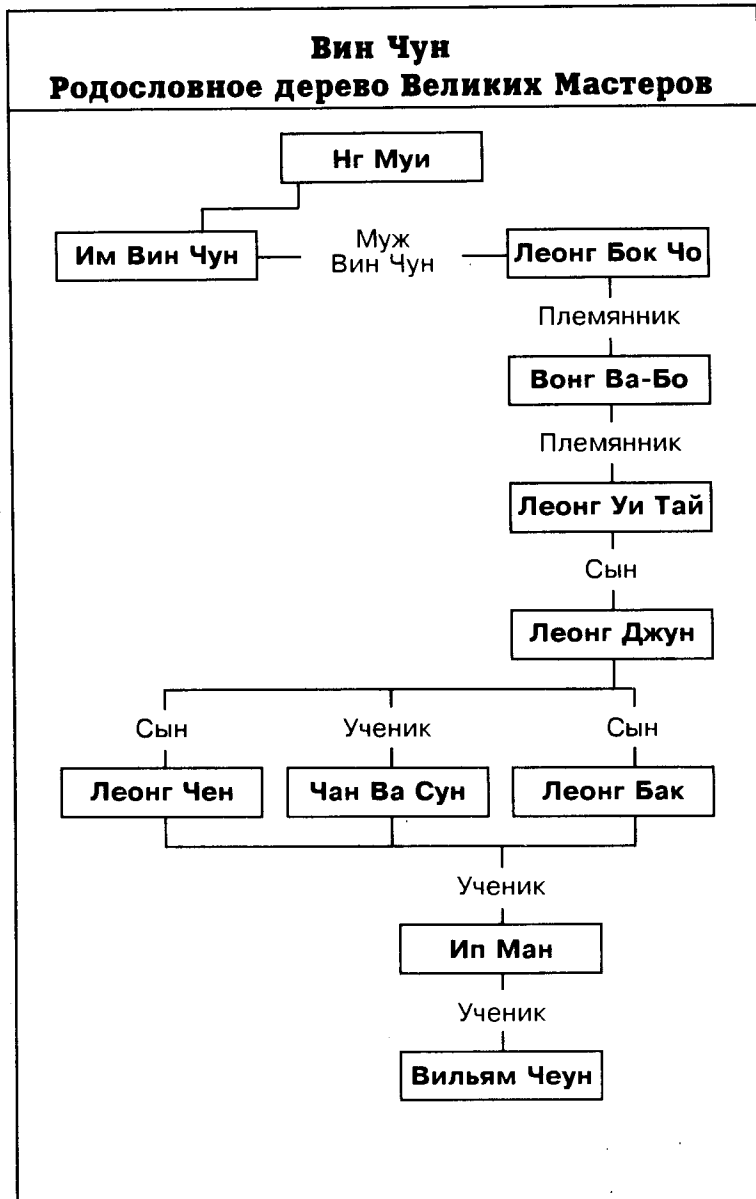 Вин Чун
Родословное дерево Великих Мастеров
Нг Муи
Им Вин Чун
Муж
Вин Чун
Леонг Бок Чо
Племянник
Вонг Ва-Бо
Племянник
Леонг Уи Тай
Сын
Леонг Джун
Сын
Ученик
Сын
Леонг Чен
Чан Ва Сун
Леонг Бак
Ученик
Ип Ман
Ученик
Вильям Чеун